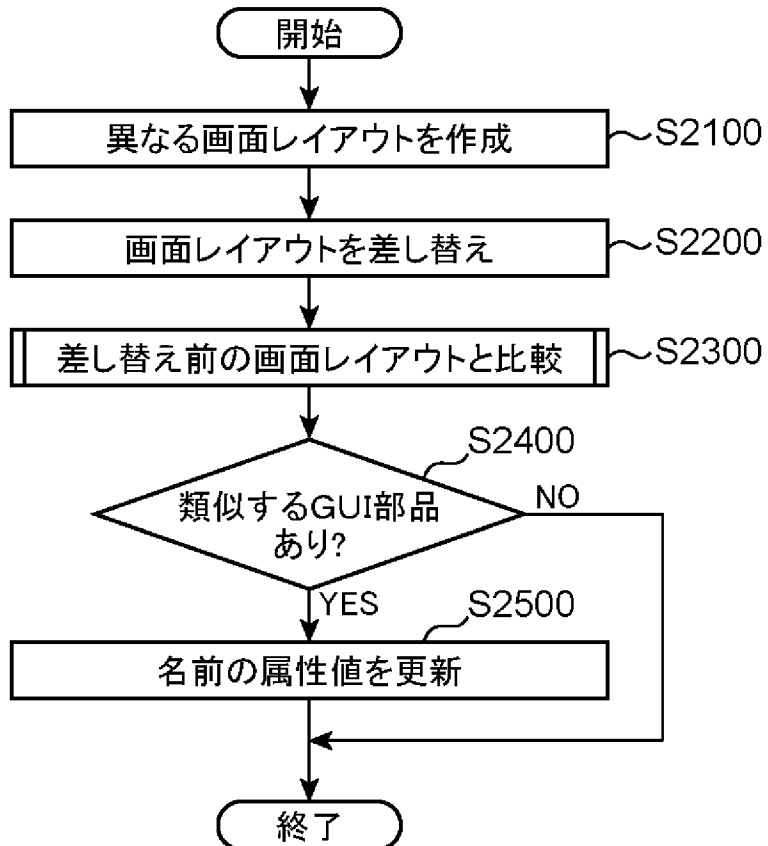 開始
異なる画面レイアウトを作成
S2100
画面レイアウトを差し替え
S2200
差し替え前の画面レイアウトと比較
S2300
S2400
類似するGUI部品
あり?
NO
YES
S2500
名前の属性値を更新
終了